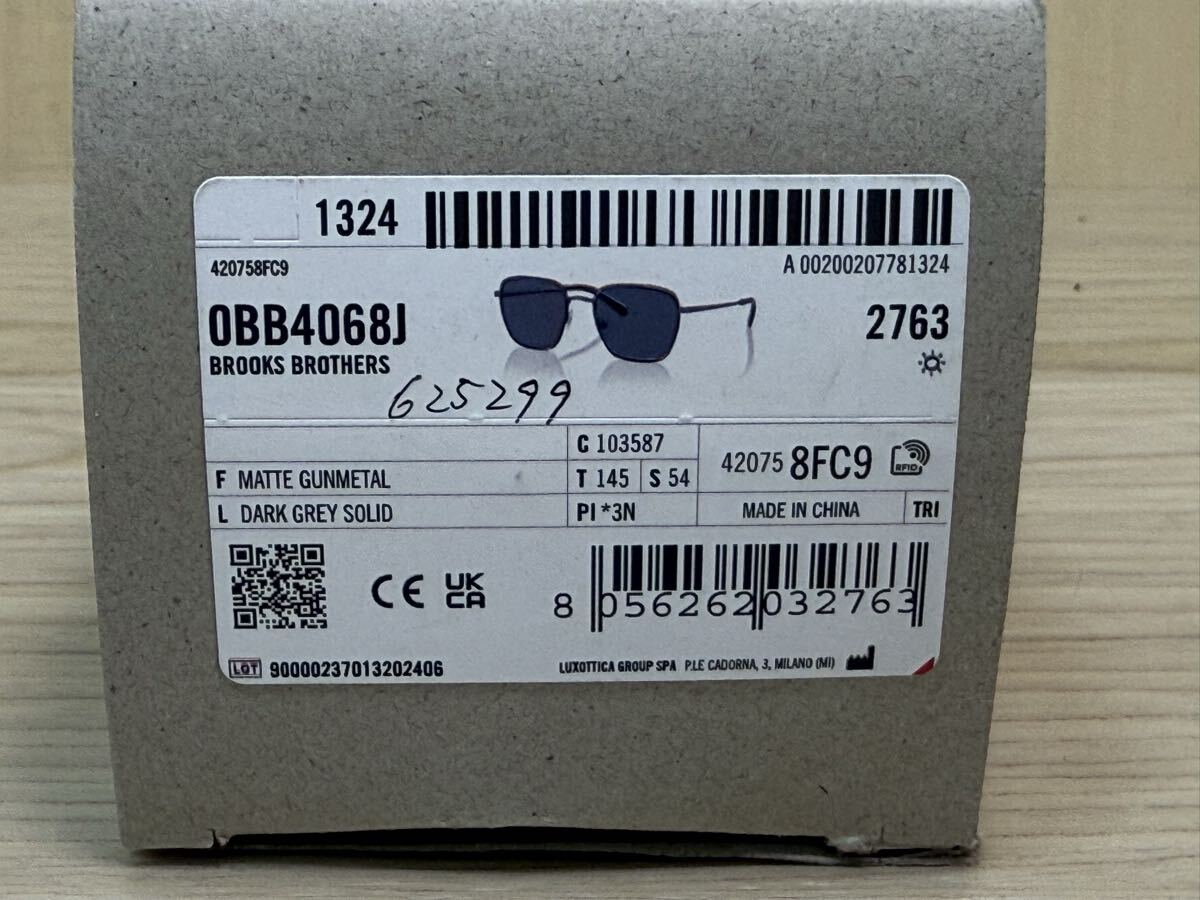 1324
420758FC9
A 00200207781324
0BB4068J
2763
BROOKS BROTHERS
625299
C 103587
42075 8FC9 RFID
F MATTE GUNMETAL
T 145 S 54
L DARK GREY SOLID
PI *3N
MADE IN CHINA
TRI
CE UK CA
8 056262 032763
LOT 90000237013202406
LUXOTTICA GROUP SPA P.LE CADORNA, 3, MILANO (MI)